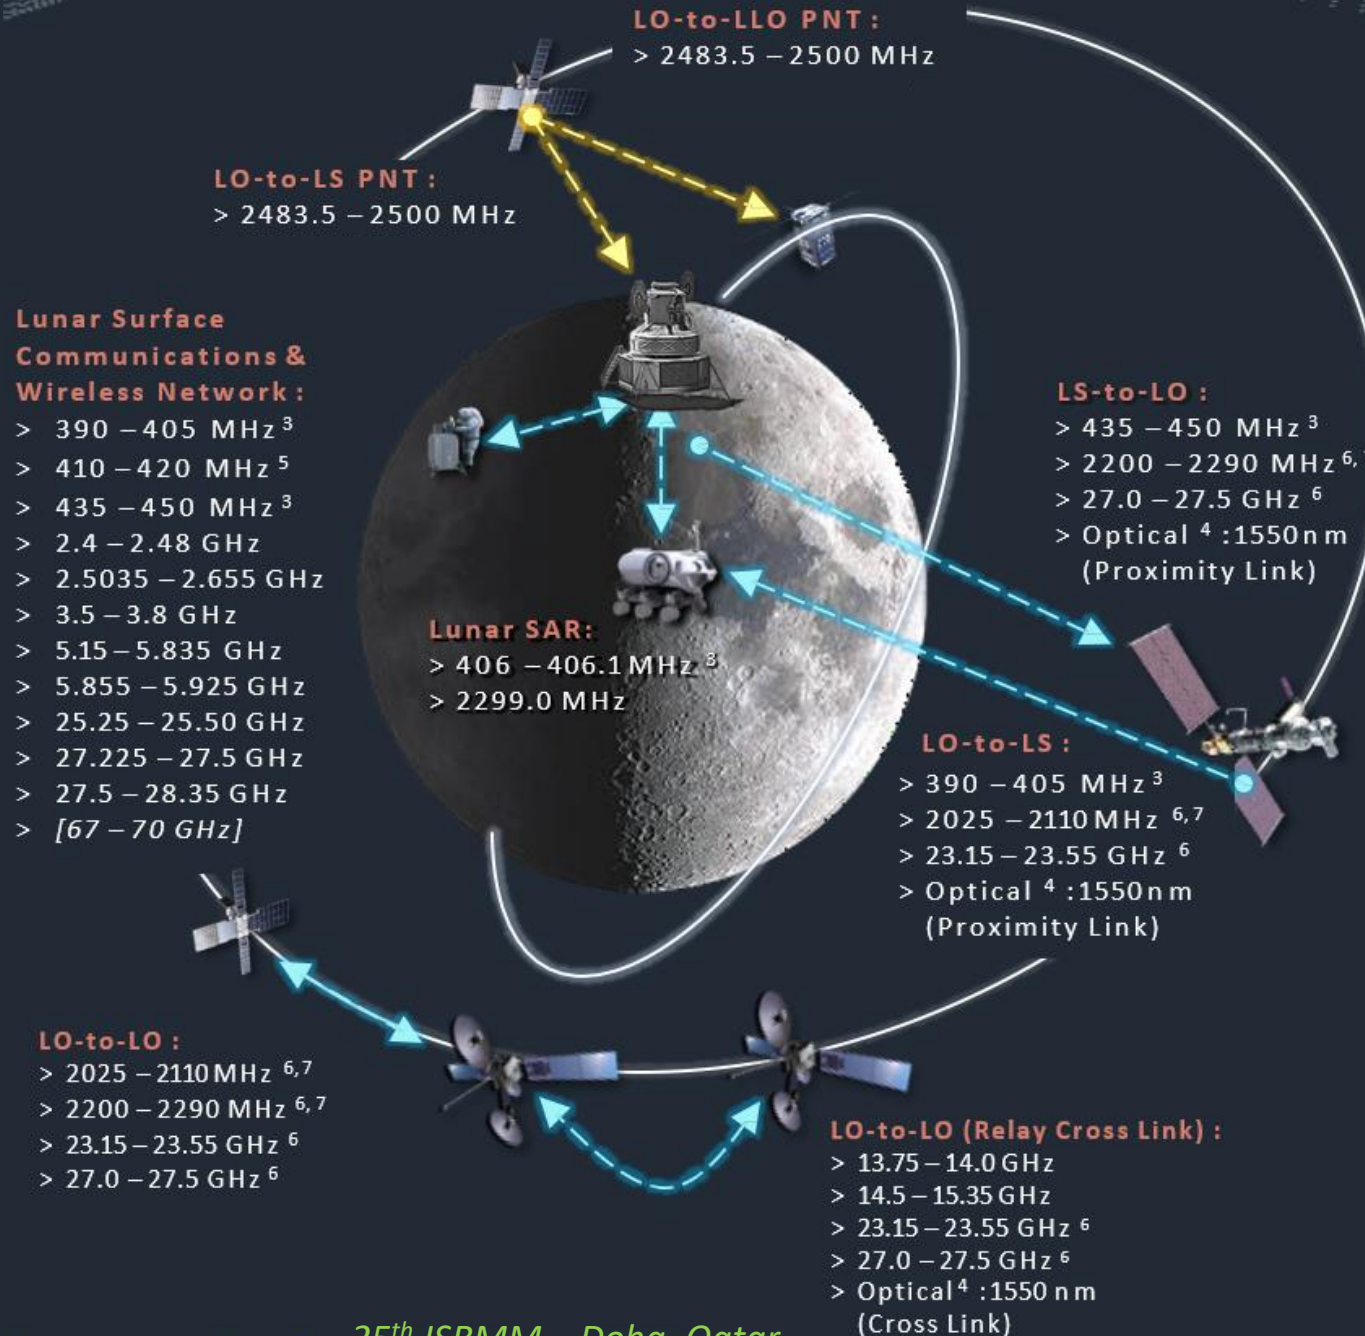 LO-to-LLO PNT :
> 2483.5 – 2500 MHz
LO-to-LS PNT :
> 2483.5 – 2500 MHz
Lunar Surface
Communications &
Wireless Network :
> 390 – 405 MHz ³
> 410 – 420 MHz ⁵
> 435 – 450 MHz ³
> 2.4 – 2.48 GHz
> 2.5035 – 2.655 GHz
> 3.5 – 3.8 GHz
> 5.15 – 5.835 GHz
> 5.855 – 5.925 GHz
> 25.25 – 25.50 GHz
> 27.225 – 27.5 GHz
> 27.5 – 28.35 GHz
> [67 – 70 GHz]
Lunar SAR:
> 406 – 406.1 MHz ³
> 2299.0 MHz
LS-to-LO :
> 435 – 450 MHz ³
> 2200 – 2290 MHz ⁶,
> 27.0 – 27.5 GHz ⁶
> Optical ⁴ :1550nm
(Proximity Link)
LO-to-LS :
> 390 – 405 MHz ³
> 2025 – 2110 MHz ⁶,⁷
> 23.15 – 23.55 GHz ⁶
> Optical ⁴ :1550nm
(Proximity Link)
LO-to-LO :
> 2025 – 2110 MHz ⁶,⁷
> 2200 – 2290 MHz ⁶,⁷
> 23.15 – 23.55 GHz ⁶
> 27.0 – 27.5 GHz ⁶
LO-to-LO (Relay Cross Link) :
> 13.75 – 14.0 GHz
> 14.5 – 15.35 GHz
> 23.15 – 23.55 GHz ⁶
> 27.0 – 27.5 GHz ⁶
> Optical ⁴ :1550 nm
(Cross Link)
Doha, Qatar